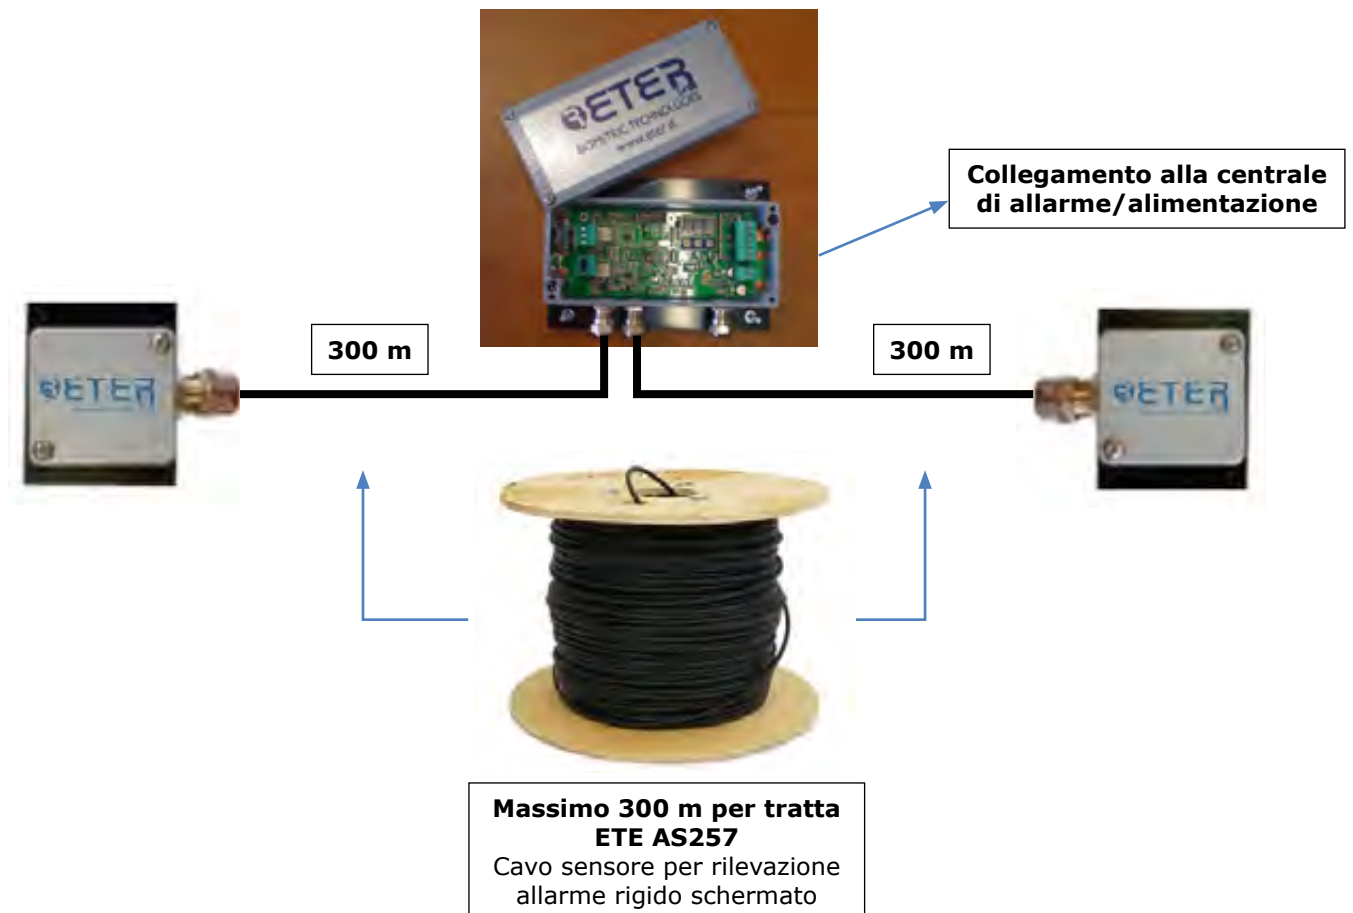 ETER
BIOMETRIC TECHNOLOGIES
www.eter.it
Collegamento alla centrale
di allarme/alimentazione
300 m
300 m
ETER
ETER
Massimo 300 m per tratta
ETE AS257
Cavo sensore per rilevazione
allarme rigido schermato